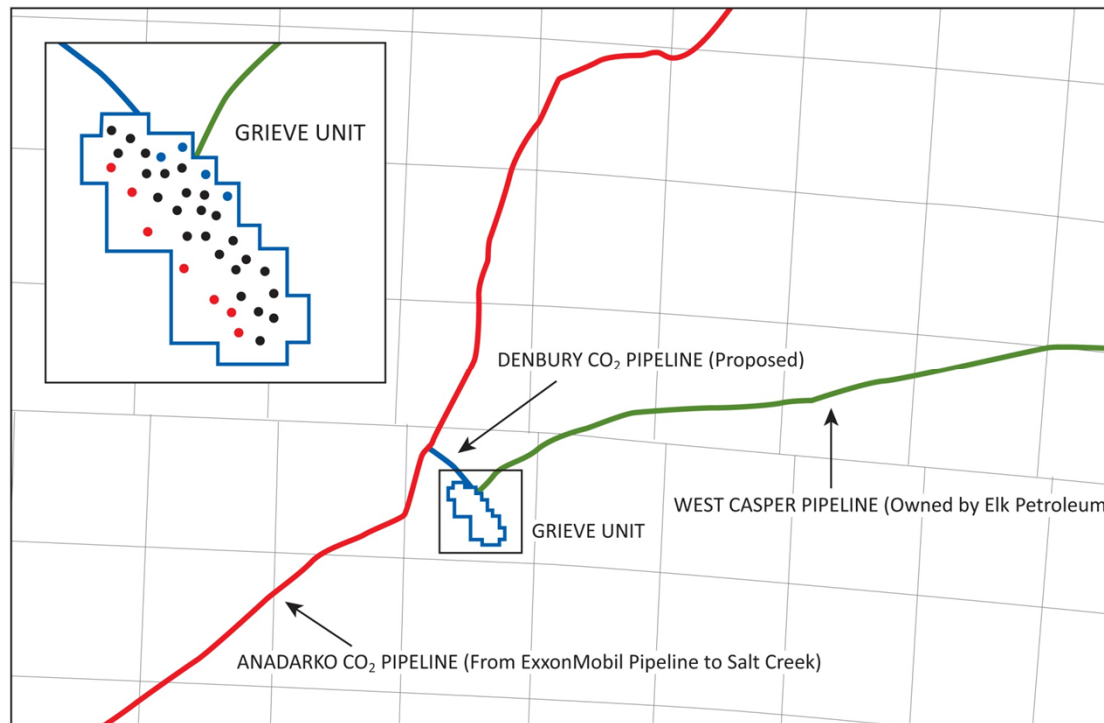 GRIEVE UNIT
DENBURY CO₂ PIPELINE (Proposed)
WEST CASPER PIPELINE (Owned by Elk Petroleum
GRIEVE UNIT
ANADARKO CO₂ PIPELINE (From ExxonMobil Pipeline to Salt Creek)